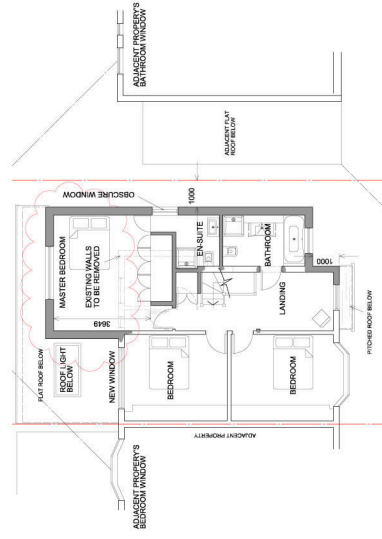 ADJACENT PROPERY'S
BATHROOM WINDOW
ADJACENT FLAT
ROOF BELOW
OBSCURE WINDOW
1000
MASTER BEDROOM
EXISTING WALLS
TO BE REMOVED
EN-SUITE
BATHROOM
1000
3649
LANDING
PITCHED ROOF BELOW
FLAT ROOF BELOW
ROOF LIGHT
BELOW
NEW WINDOW
BEDROOM
BEDROOM
ADJACENT PROPERTY
ADJACENT PROPERY'S
BEDROOM WINDOW